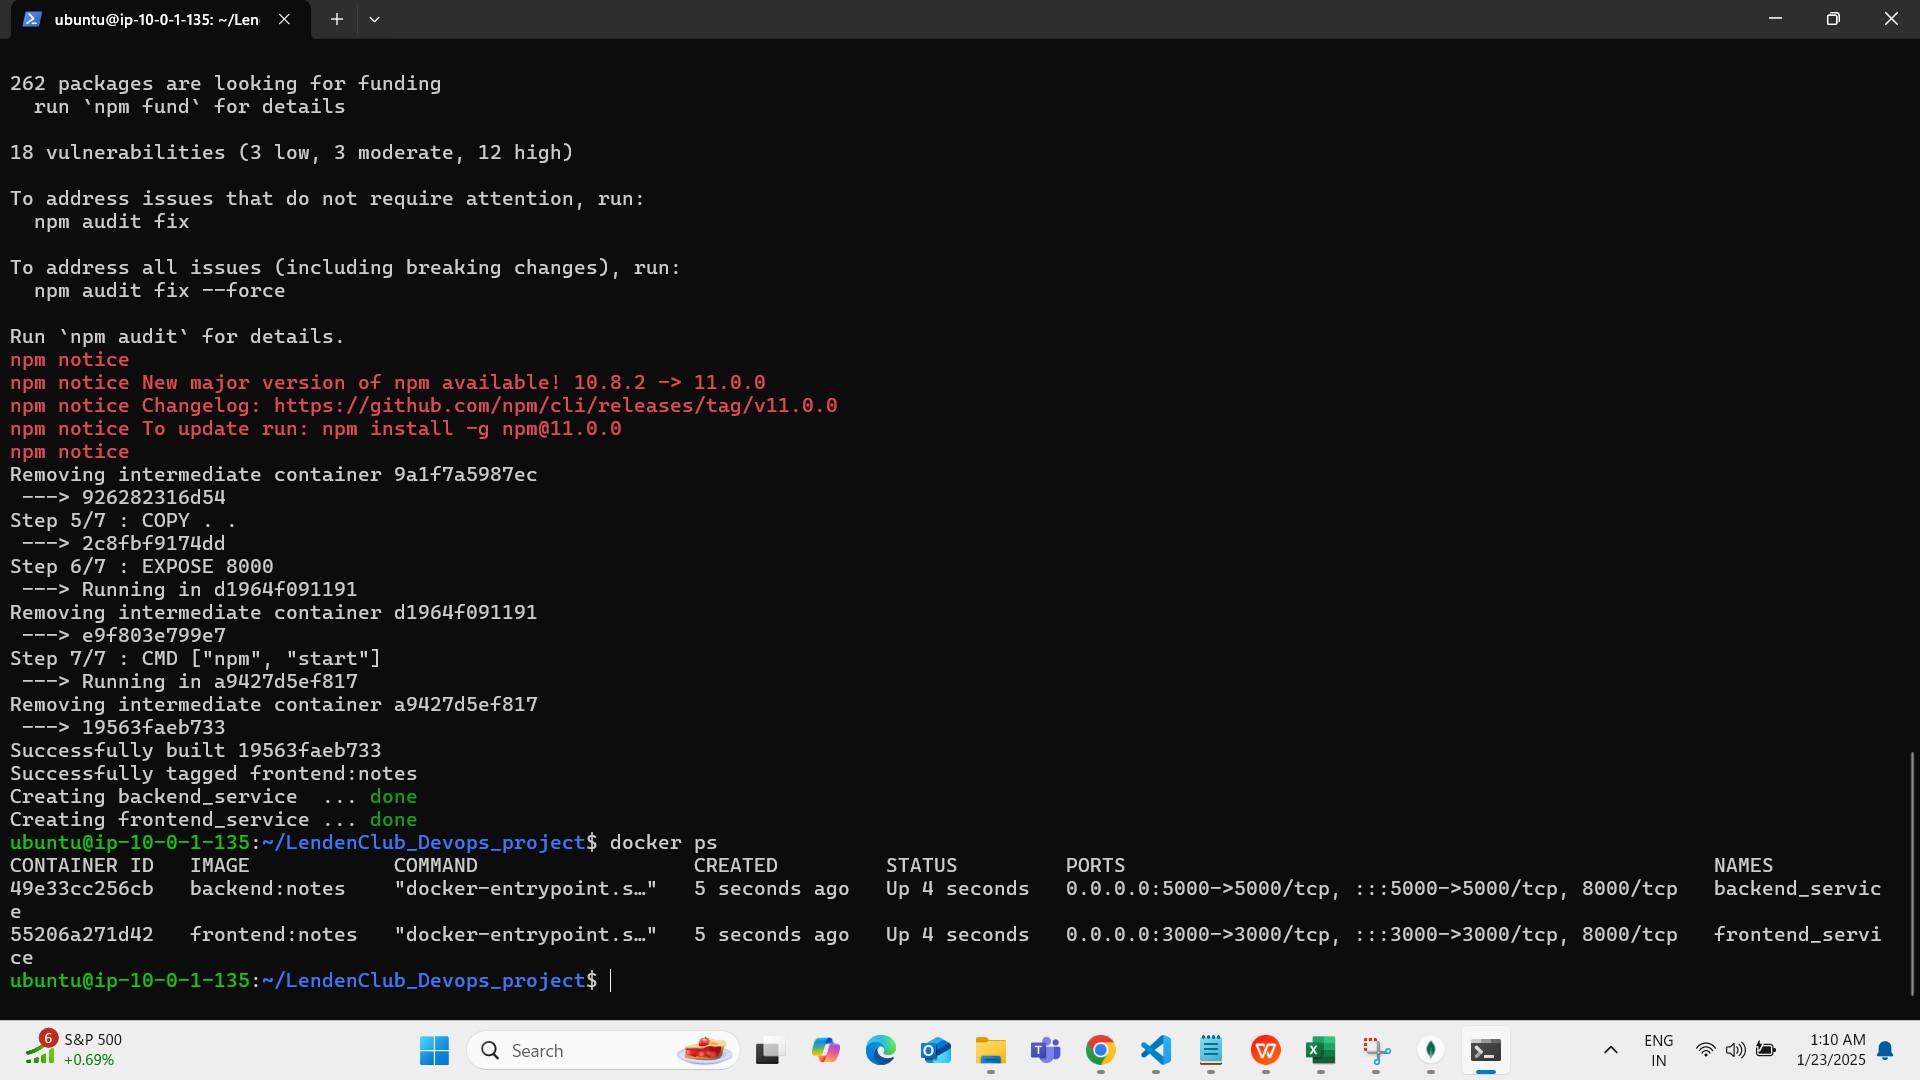 ubuntu@ip-10-0-1-135: ~/Len
262 packages are looking for funding
  run `npm fund` for details
18 vulnerabilities (3 low, 3 moderate, 12 high)
To address issues that do not require attention, run:
  npm audit fix
To address all issues (including breaking changes), run:
  npm audit fix --force
Run `npm audit` for details.
npm notice
npm notice New major version of npm available! 10.8.2 -> 11.0.0
npm notice Changelog: https://github.com/npm/cli/releases/tag/v11.0.0
npm notice To update run: npm install -g npm@11.0.0
npm notice
Removing intermediate container 9a1f7a5987ec
 ---> 926282316d54
Step 5/7 : COPY . .
 ---> 2c8fbf9174dd
Step 6/7 : EXPOSE 8000
 ---> Running in d1964f091191
Removing intermediate container d1964f091191
 ---> e9f803e799e7
Step 7/7 : CMD ["npm", "start"]
 ---> Running in a9427d5ef817
Removing intermediate container a9427d5ef817
 ---> 19563faeb733
Successfully built 19563faeb733
Successfully tagged frontend:notes
Creating backend_service  ... done
Creating frontend_service ... done
ubuntu@ip-10-0-1-135:~/LendenClub_Devops_project$ docker ps
CONTAINER ID   IMAGE            COMMAND                  CREATED         STATUS         PORTS                                                 NAMES
49e33cc256cb   backend:notes    "docker-entrypoint.s…"   5 seconds ago   Up 4 seconds   0.0.0.0:5000->5000/tcp, :::5000->5000/tcp, 8000/tcp   backend_servic
e
55206a271d42   frontend:notes   "docker-entrypoint.s…"   5 seconds ago   Up 4 seconds   0.0.0.0:3000->3000/tcp, :::3000->3000/tcp, 8000/tcp   frontend_servi
ce
ubuntu@ip-10-0-1-135:~/LendenClub_Devops_project$
6
S&P 500
+0.69%
Search
ENG
IN
1:10 AM
1/23/2025